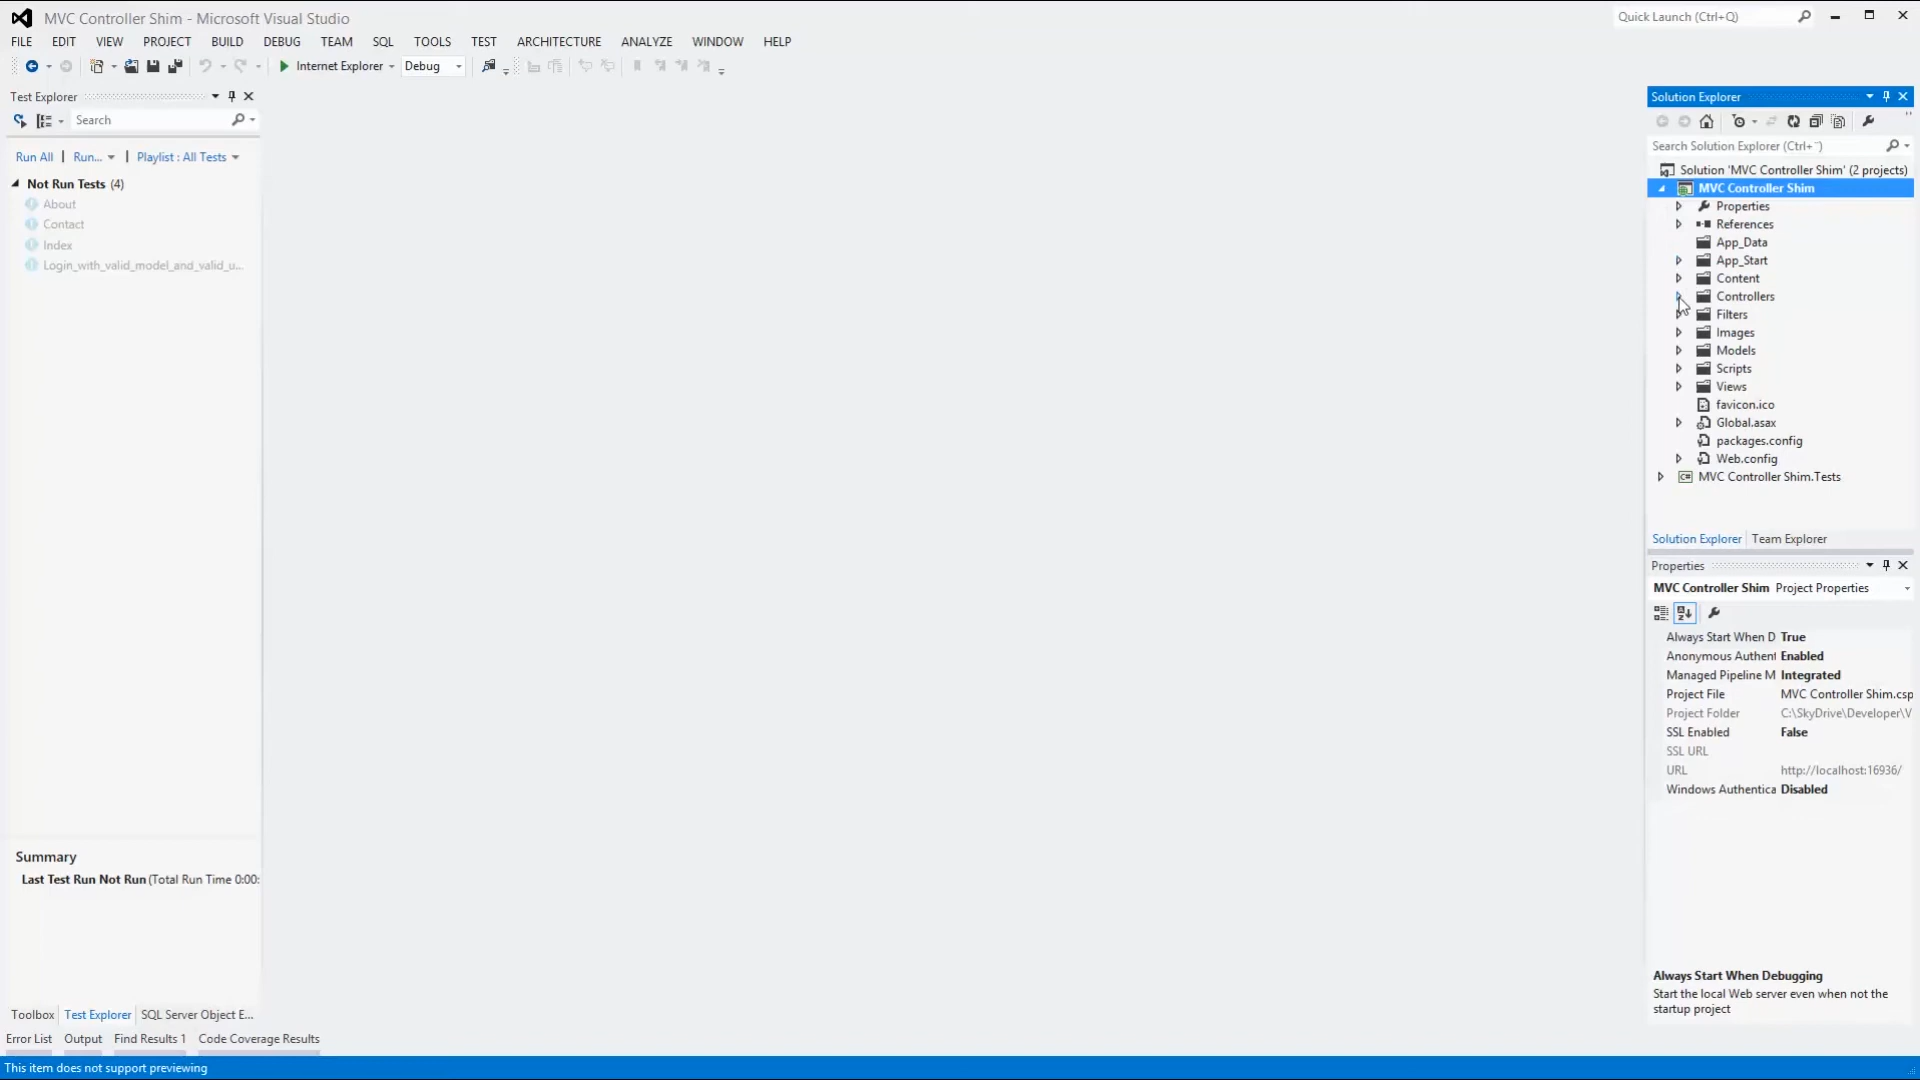 MVC Controller Shim - Microsoft Visual Studio
Quick Launch (Ctrl+Q)
FILE EDIT VIEW PROJECT BUILD DEBUG TEAM SQL TOOLS TEST ARCHITECTURE ANALYZE WINDOW HELP
Internet Explorer Debug
Test Explorer
Search
Run All | Run... | Playlist : All Tests
Not Run Tests (4)
About
Contact
Index
Login_with_valid_model_and_valid_u...
Summary
Last Test Run Not Run (Total Run Time 0:00:
Toolbox Test Explorer SQL Server Object E...
Error List Output Find Results 1 Code Coverage Results
This item does not support previewing
Solution Explorer
Search Solution Explorer (Ctrl+¨)
Solution 'MVC Controller Shim' (2 projects)
MVC Controller Shim
Properties
References
App_Data
App_Start
Content
Controllers
Filters
Images
Models
Scripts
Views
favicon.ico
Global.asax
packages.config
Web.config
MVC Controller Shim.Tests
Solution Explorer Team Explorer
Properties
MVC Controller Shim Project Properties
Always Start When D True
Anonymous Authent Enabled
Managed Pipeline M Integrated
Project File MVC Controller Shim.csp
Project Folder C:\SkyDrive\Developer\V
SSL Enabled False
SSL URL
URL http://localhost:16936/
Windows Authentica Disabled
Always Start When Debugging
Start the local Web server even when not the
startup project